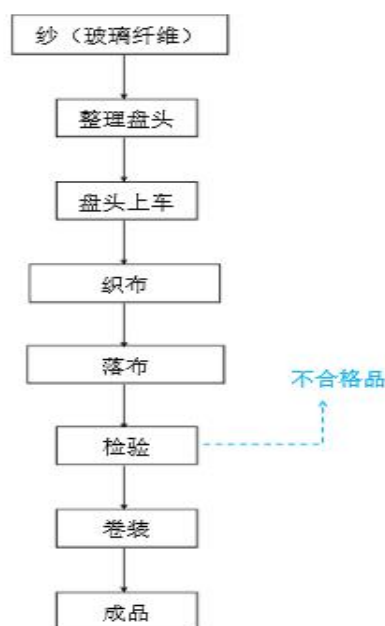 纱（玻璃纤维）
整理盘头
盘头上车
织布
落布
不合格品
检验
卷装
成品